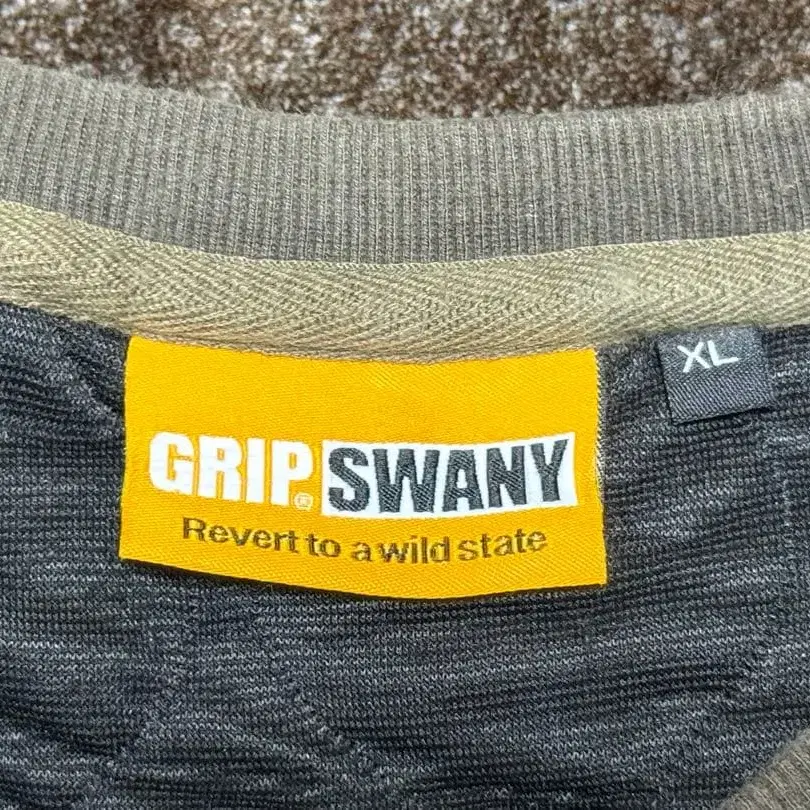 XL
GRIP® SWANY
Revert to a wild state